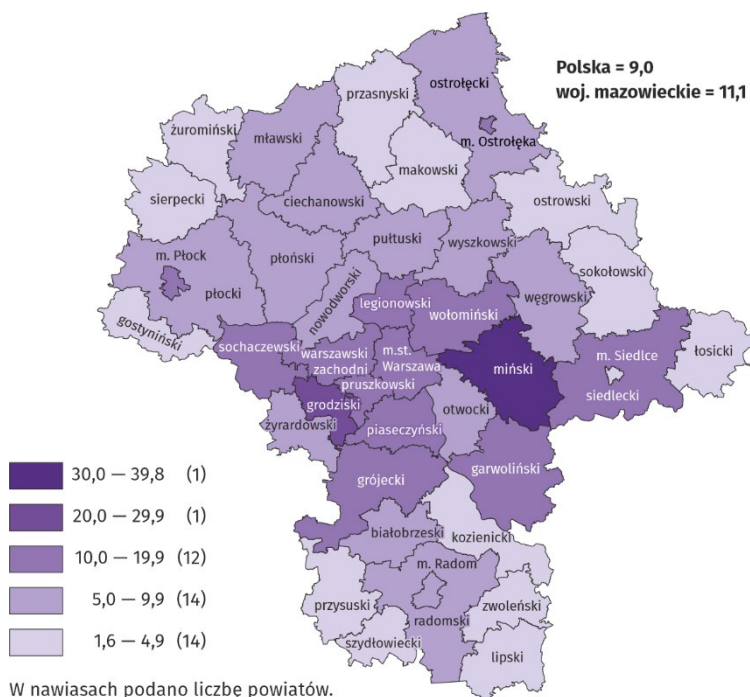 Polska = 9,0
woj. mazowieckie = 11,1
ostrołęcki
przasnyski
żuromiński
mławski
m. Ostrołęka
makowski
sierpecki
ciechanowski
ostrowski
m. Płock
płoński
pułtuski
wyszkowski
sokołowski
płocki
nowodworski
legionowski
węgrowski
gostyniński
wołomiński
sochaczewski
warszawski
zachodni
m.st.
Warszawa
m. Siedlce
łosicki
miński
pruszkowski
siedlecki
grodziski
otwocki
żyrardowski
piaseczyński
garwoliński
grójecki
białobrzeski
kozienicki
m. Radom
przysuski
zwoleński
radomski
szydłowiecki
lipski
30,0 — 39,8 (1)
20,0 — 29,9 (1)
10,0 — 19,9 (12)
5,0 — 9,9 (14)
1,6 — 4,9 (14)
W nawiasach podano liczbę powiatów.